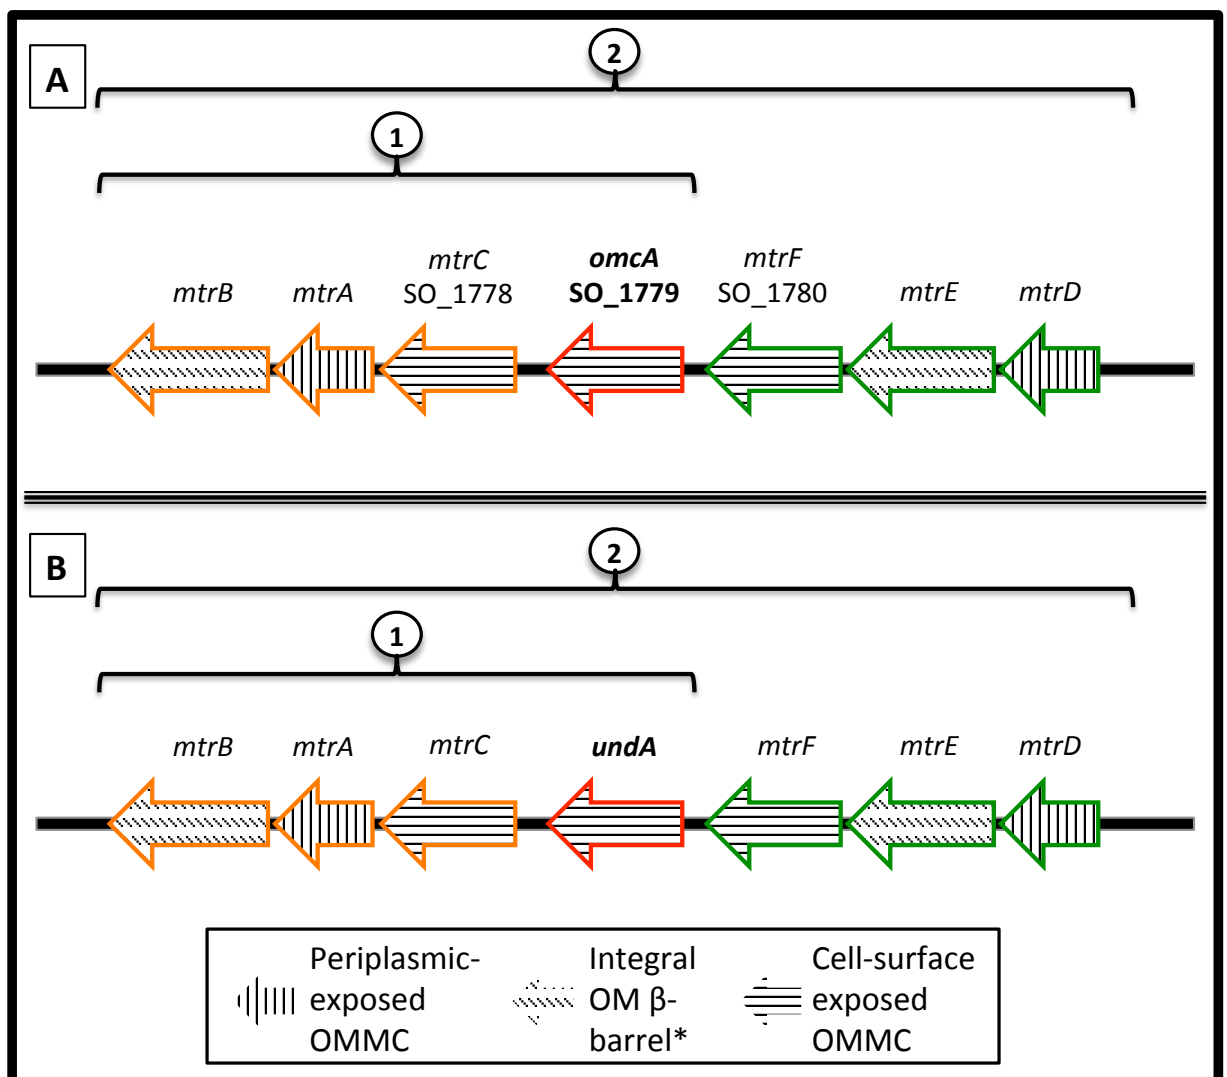 A
2
1
mtrB mtrA mtrC SO_1778 omcA SO_1779 mtrF SO_1780 mtrE mtrD
B
2
1
mtrB mtrA mtrC undA mtrF mtrE mtrD
Periplasmic-
exposed
OMMC
Integral
OM β-
barrel*
Cell-surface
exposed
OMMC